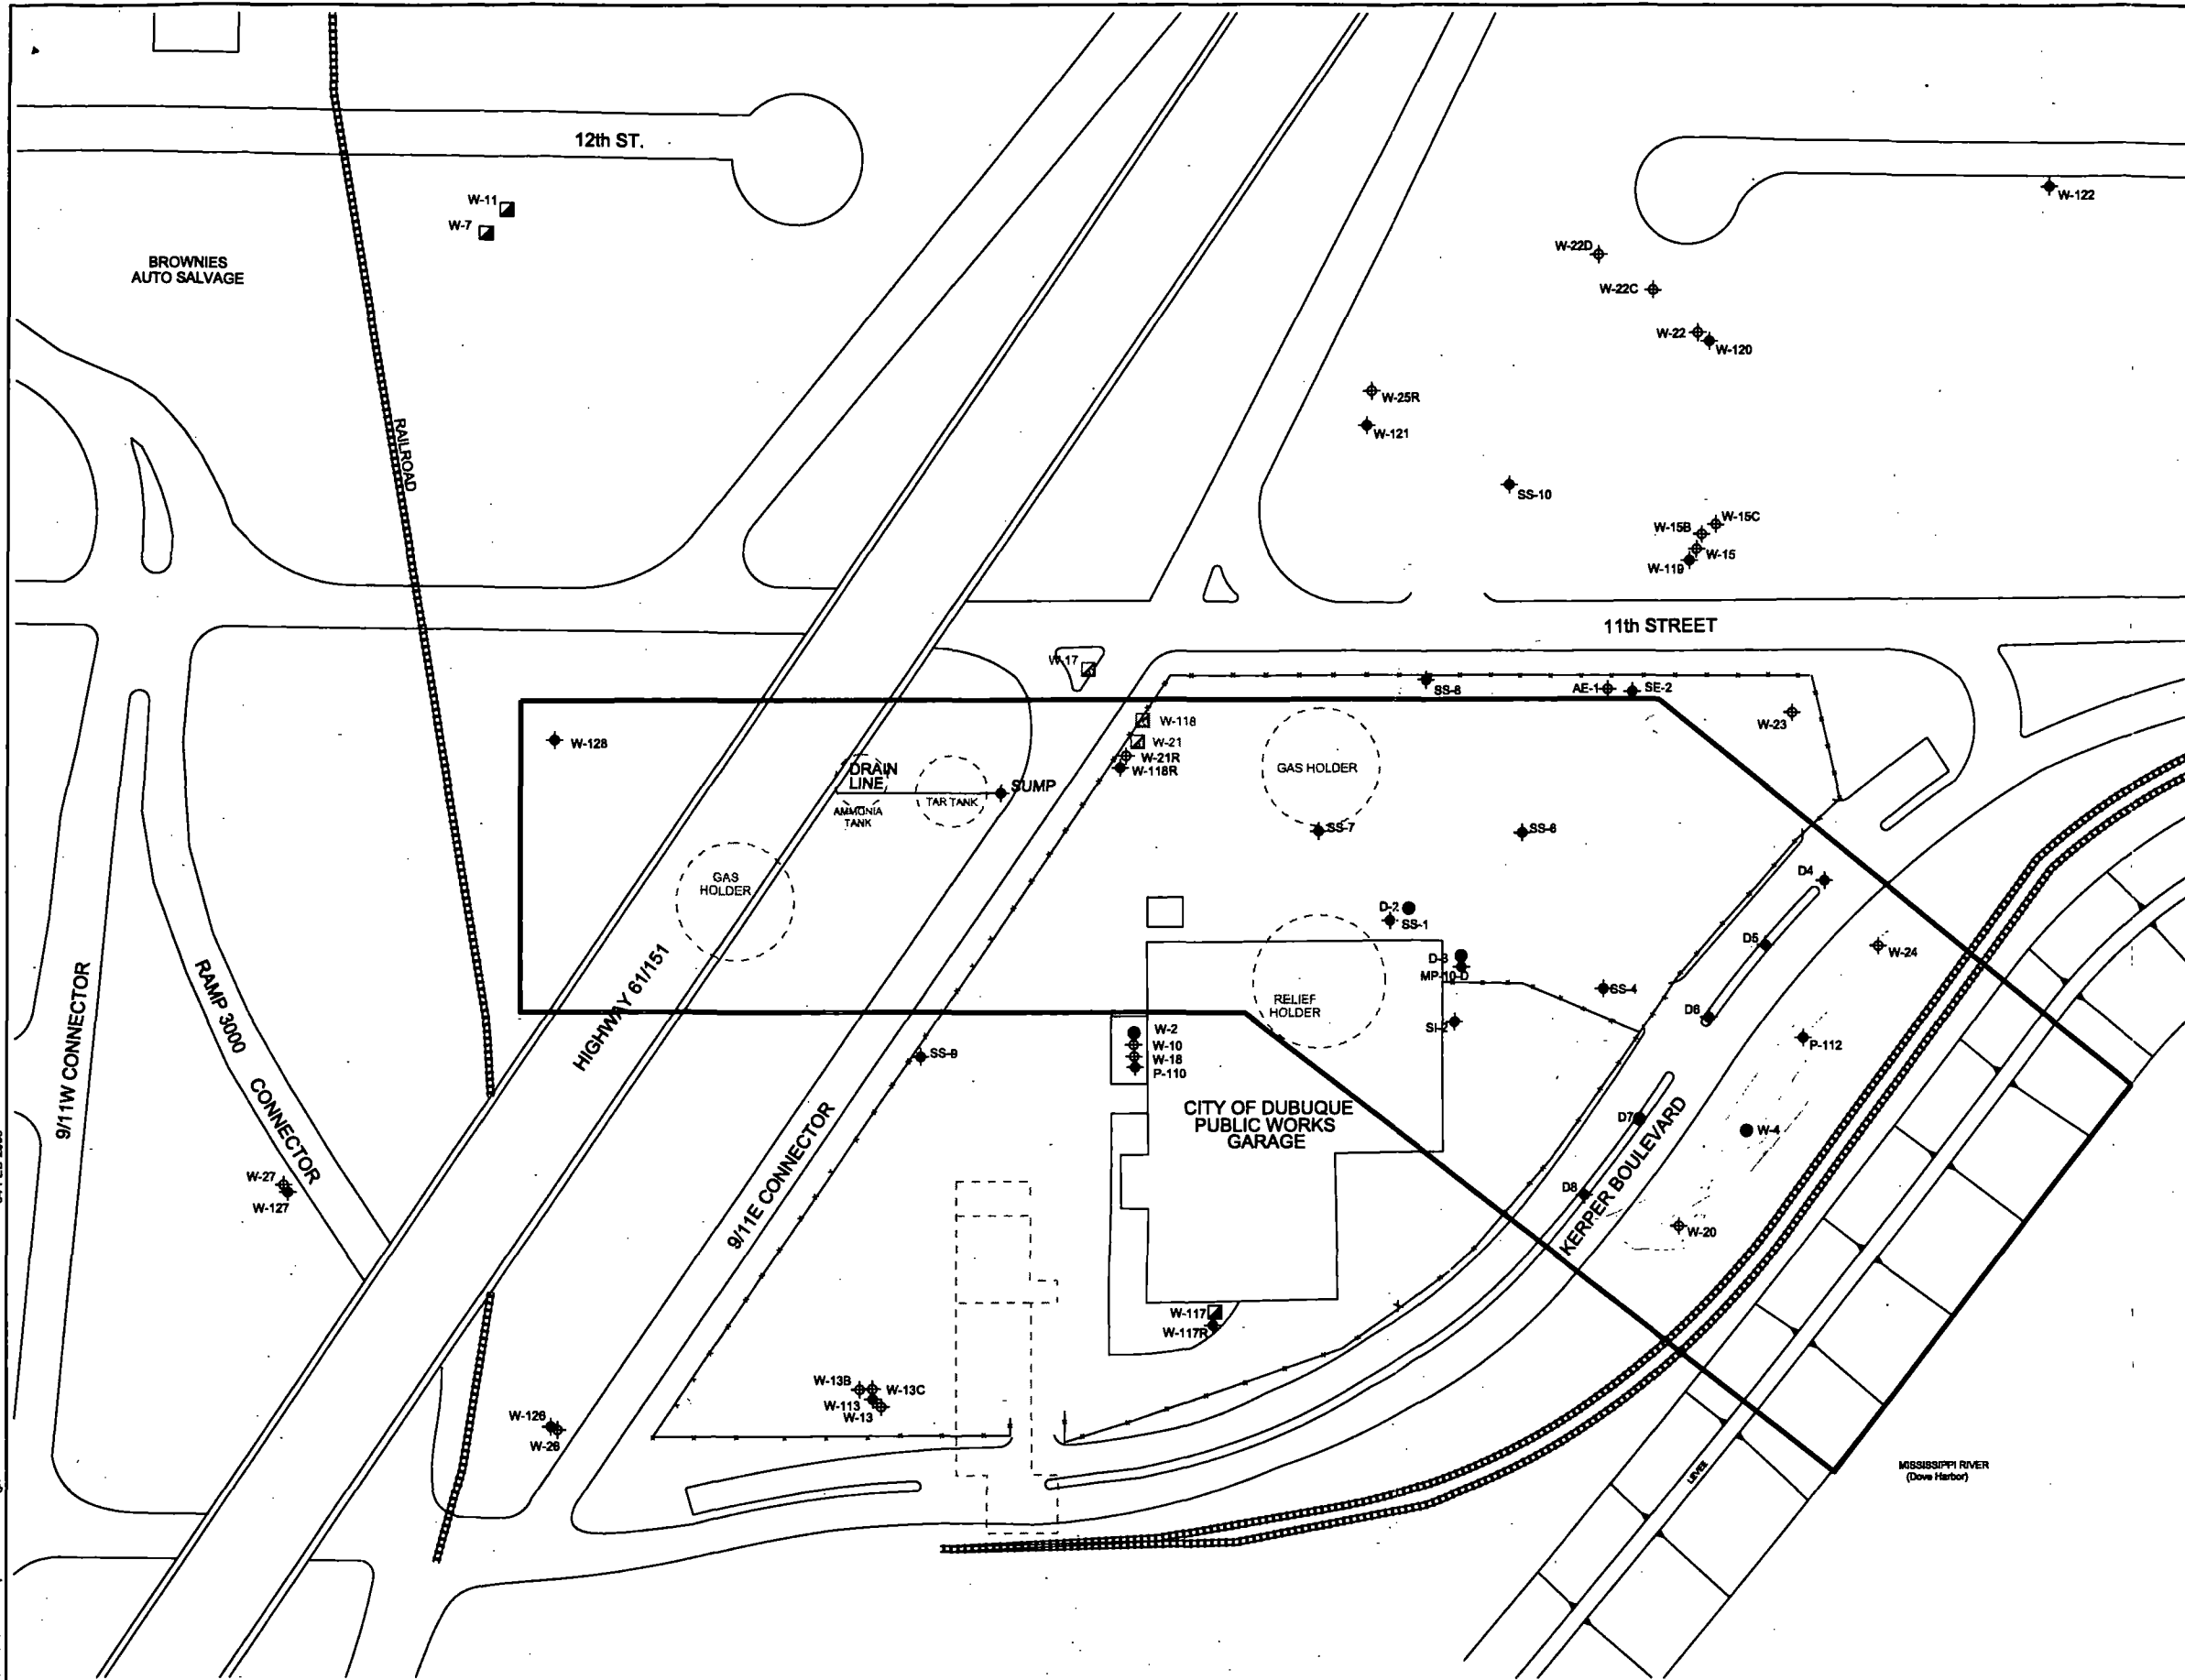 12th ST.
W-11
W-7
W-122
BROWNIES
AUTO SALVAGE
W-22D
W-22C
W-22
W-120
W-25R
W-121
RAILROAD
SS-10
W-15B
W-15C
W-15
W-119
11th STREET
W-17
SS-8
AE-1
SE-2
W-118
W-23
W-128
W-21
W-21R
W-118R
DRAIN
LINE
GAS HOLDER
SUMP
TAR TANK
AMMONIA
TANK
SS-7
SS-6
GAS
HOLDER
D4
D-2
SS-1
D5
W-24
D-3
MP-10-D
SS-4
RELIEF
HOLDER
D6
SI-2
9/11W CONNECTOR
RAMP 3000 CONNECTOR
HIGHWAY 61/151
W-2
W-10
W-18
P-110
P-112
SS-9
CITY OF DUBUQUE
PUBLIC WORKS
GARAGE
D7
W-4
9/11E CONNECTOR
KERPER BOULEVARD
W-27
W-127
D8
W-20
W-117
W-117R
W-13B
W-13C
W-113
W-13
W-126
W-26
LEVEE
MISSISSIPPI RIVER
(Dove Harbor)